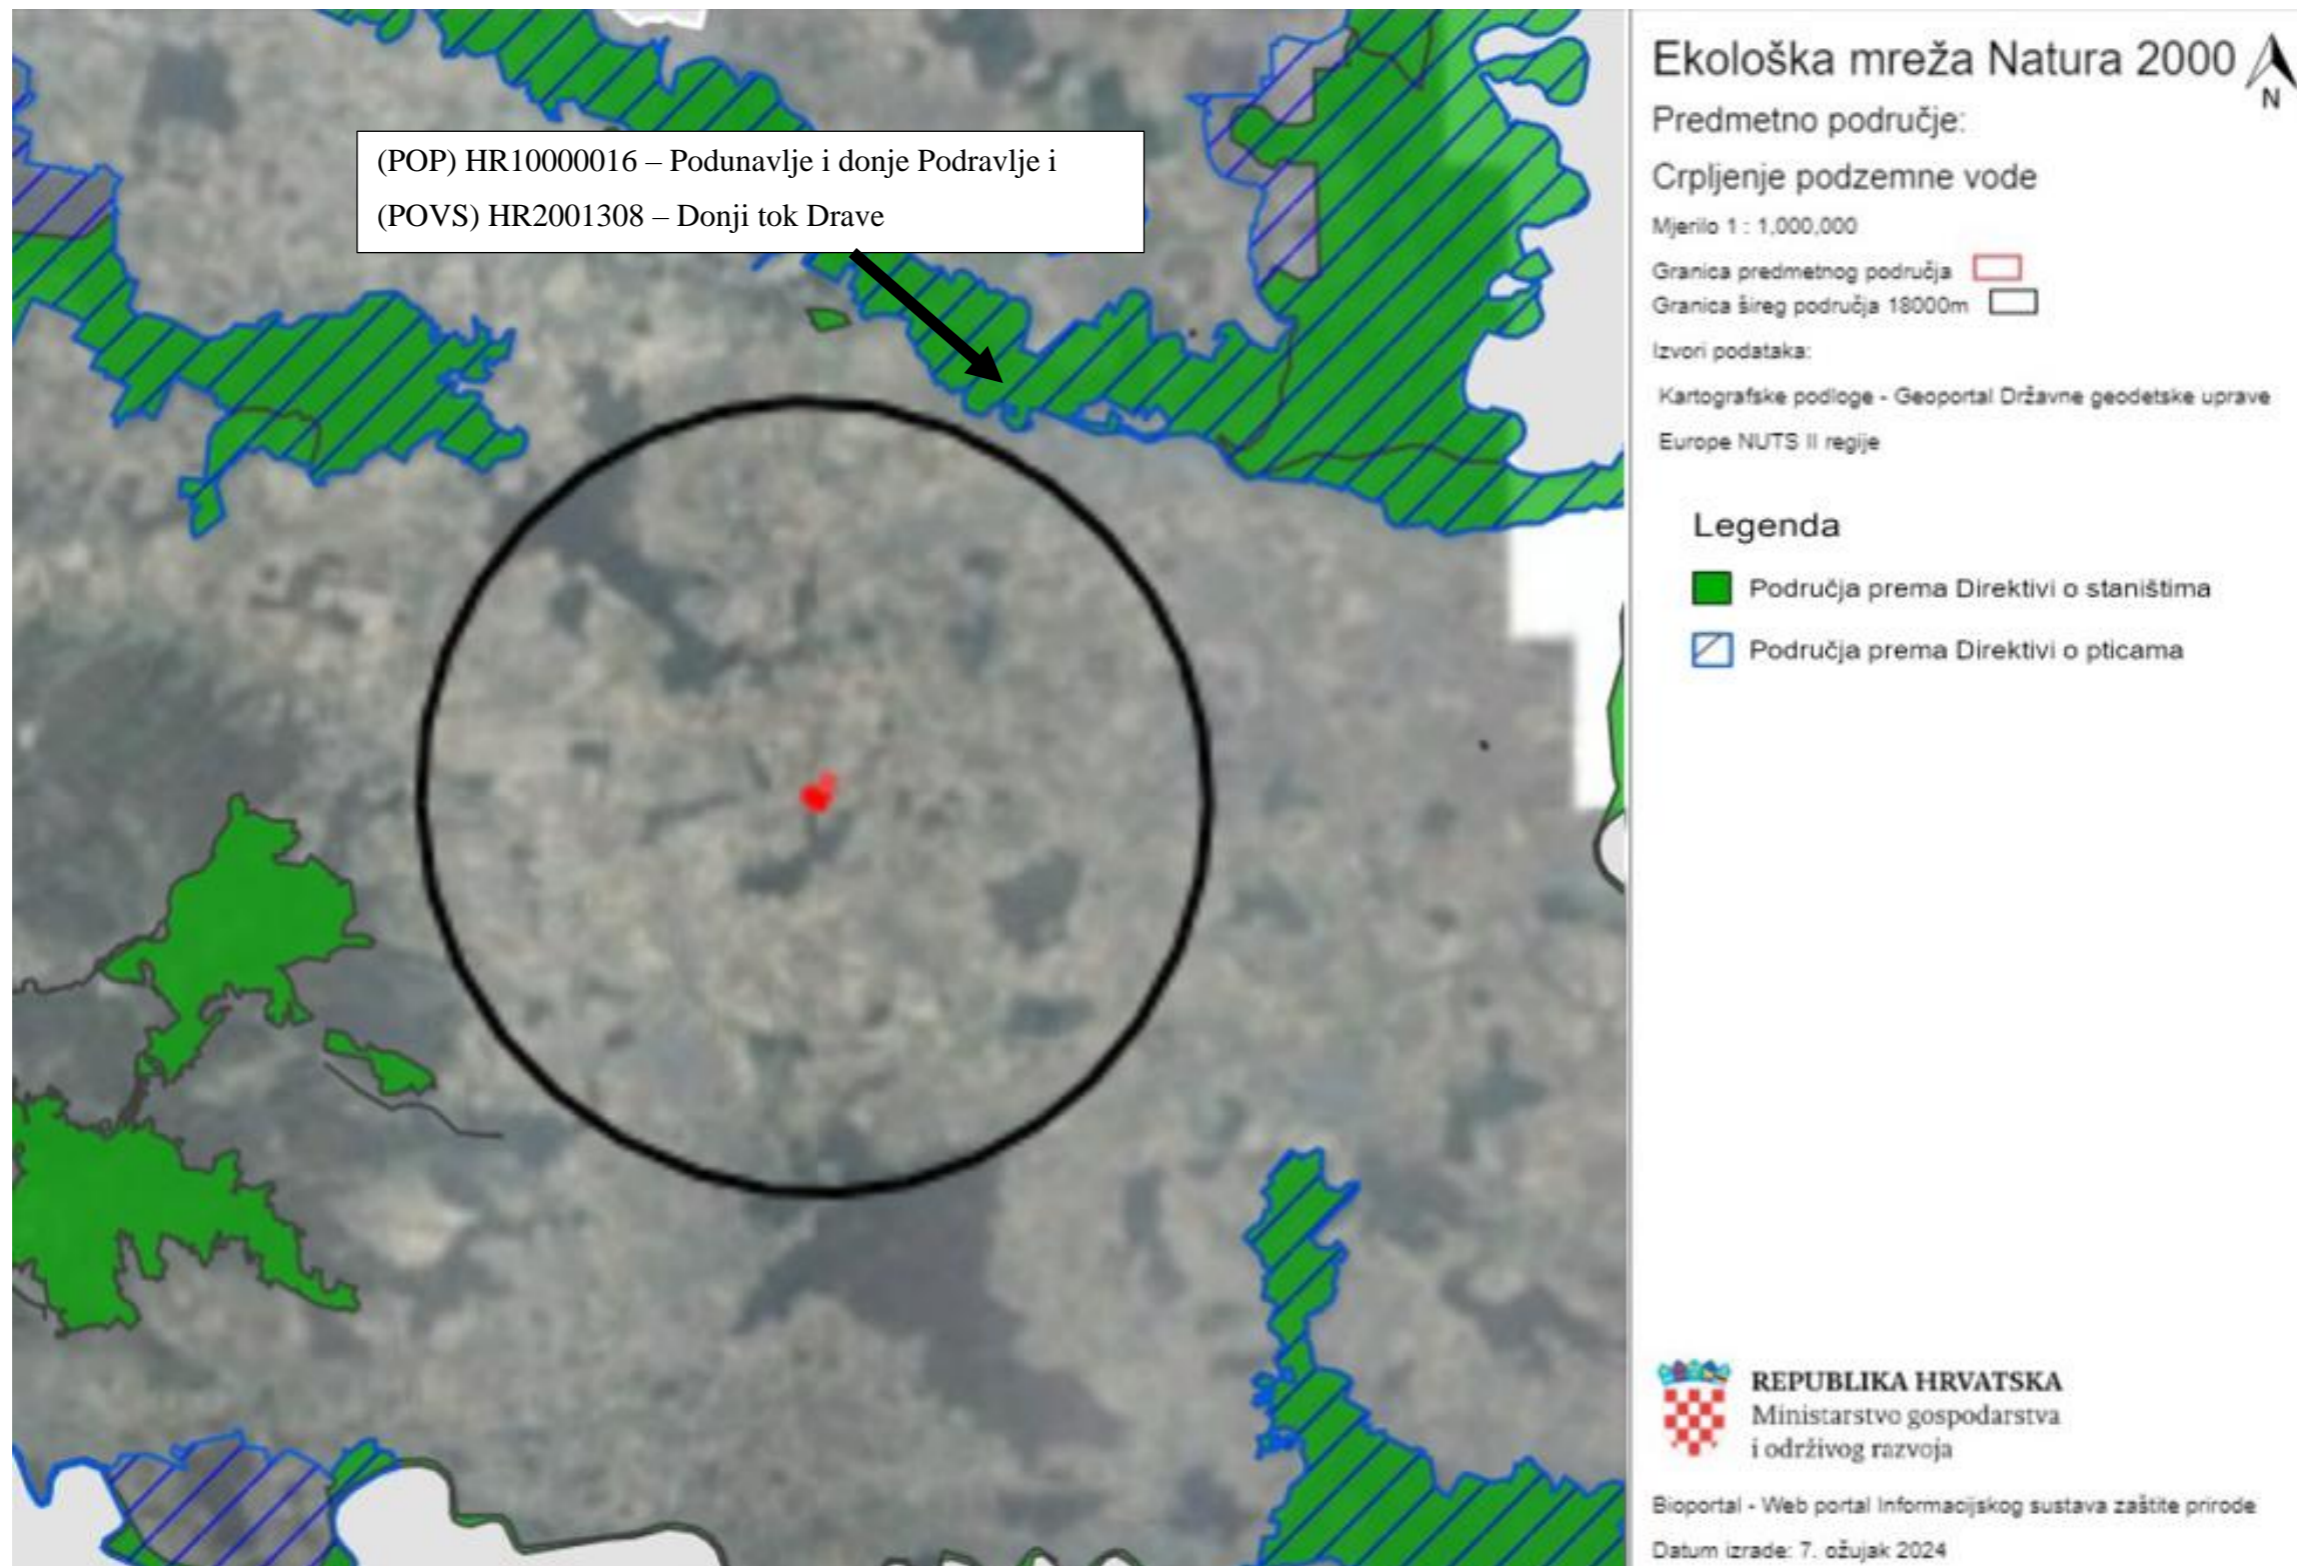 (POP) HR10000016 – Podunavlje i donje Podravlje i
(POVS) HR2001308 – Donji tok Drave
Ekološka mreža Natura 2000
N
Predmetno područje:
Crpljenje podzemne vode
Mjerilo 1 : 1,000,000
Granica predmetnog područja
Granica šireg područja 18000m
Izvori podataka:
Kartografske podloge - Geoportal Državne geodetske uprave
Europe NUTS II regije
Legenda
Područja prema Direktivi o staništima
Područja prema Direktivi o pticama
REPUBLIKA HRVATSKA
Ministarstvo gospodarstva
i održivog razvoja
Bioportal - Web portal Informacijskog sustava zaštite prirode
Datum izrade: 7. ožujak 2024